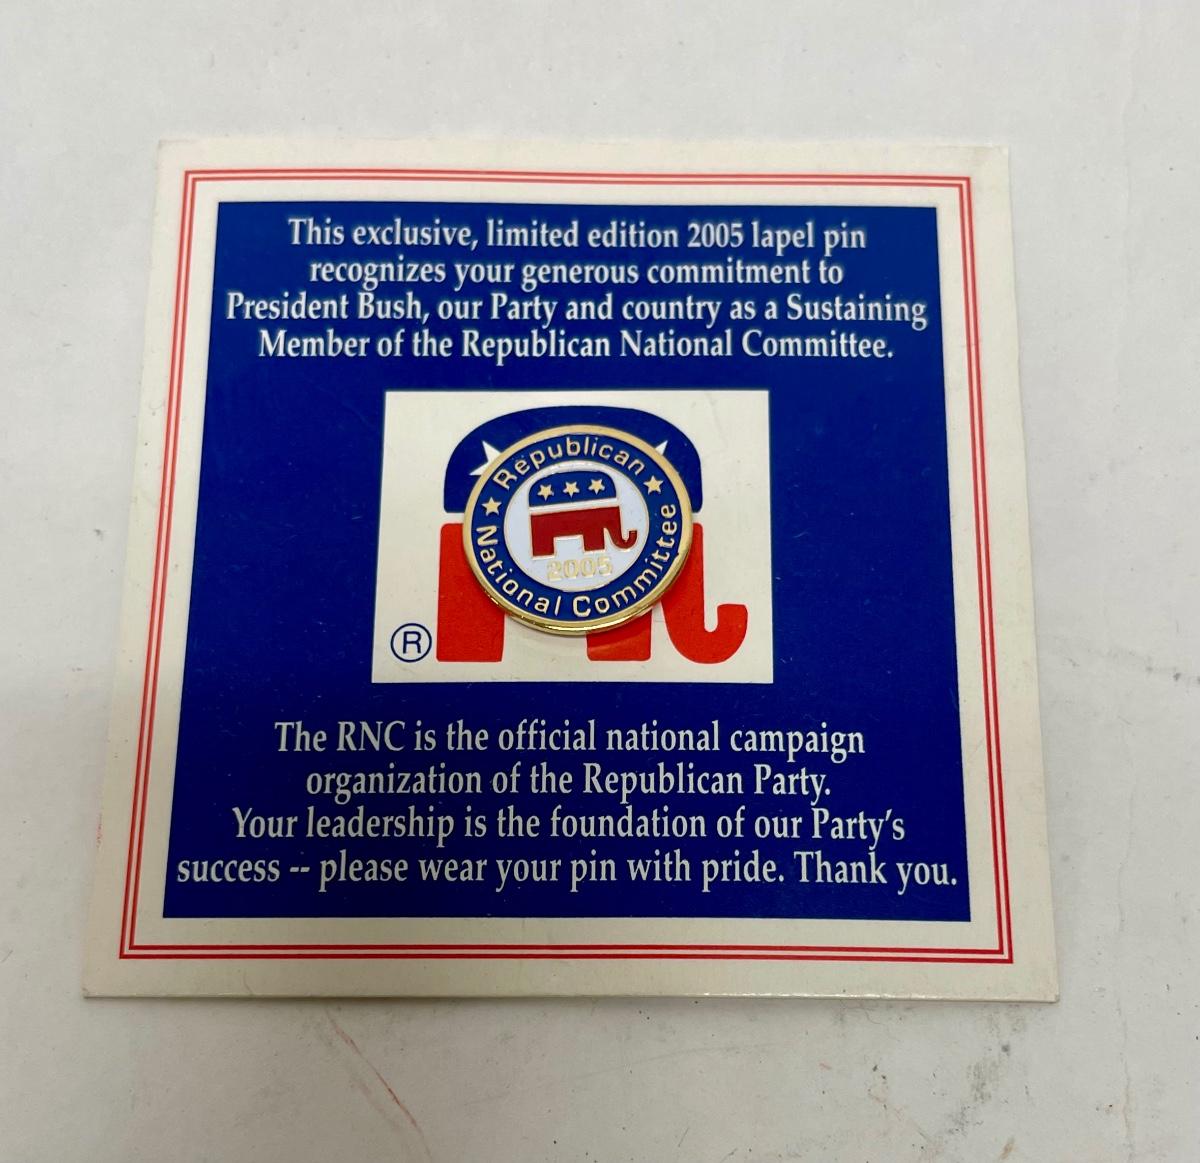 This exclusive, limited edition 2005 lapel pin
recognizes your generous commitment to
President Bush, our Party and country as a Sustaining
Member of the Republican National Committee.
Republican
National Committee
2005
®
The RNC is the official national campaign
organization of the Republican Party.
Your leadership is the foundation of our Party's
success -- please wear your pin with pride. Thank you.